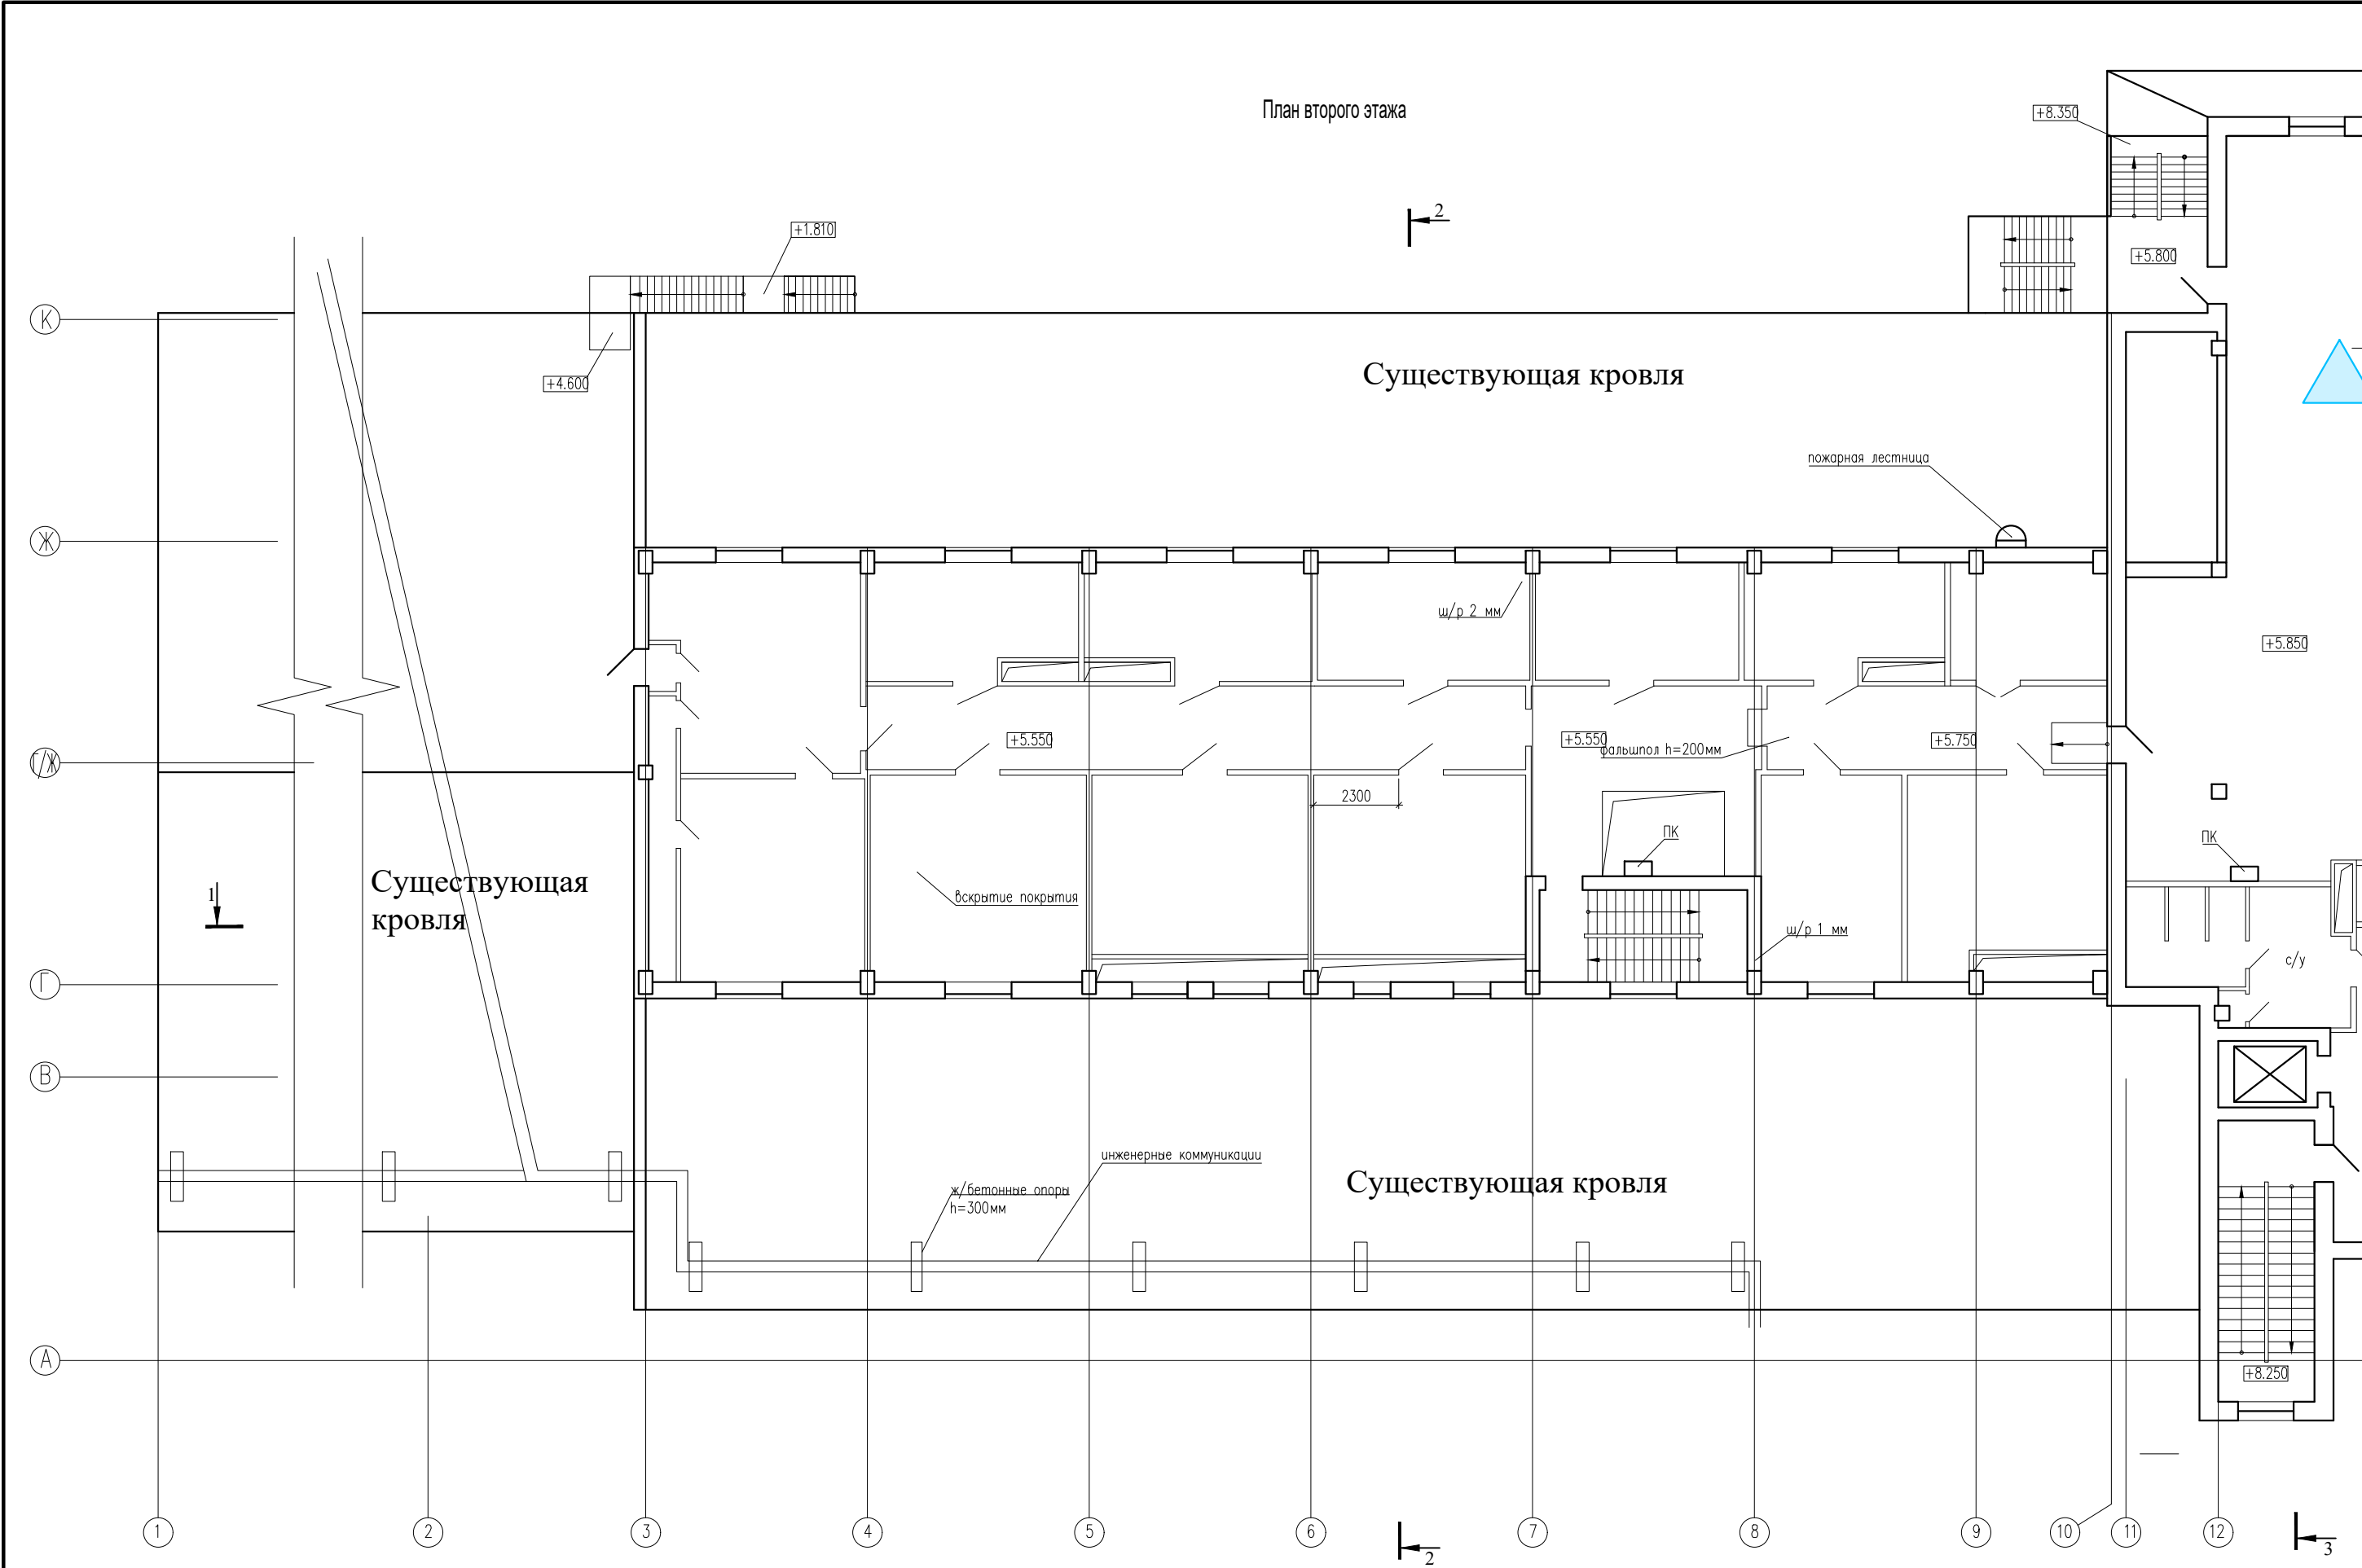 План второго этажа
+8.350
2
+1.810
+5.800
К
Существующая кровля
+4.600
пожарная лестница
Ж
ш/р 2 мм
+5.850
+5.550
+5.550
фальшпол h=200мм
+5.750
Г/Ж
2300
ПК
ПК
Существующая
кровля
1
вскрытие покрытия
ш/р 1 мм
с/у
Г
В
инженерные коммуникации
Существующая кровля
ж/бетонные опоры
h=300мм
А
+8.250
1
2
3
4
5
6
7
8
9
10
11
12
2
3